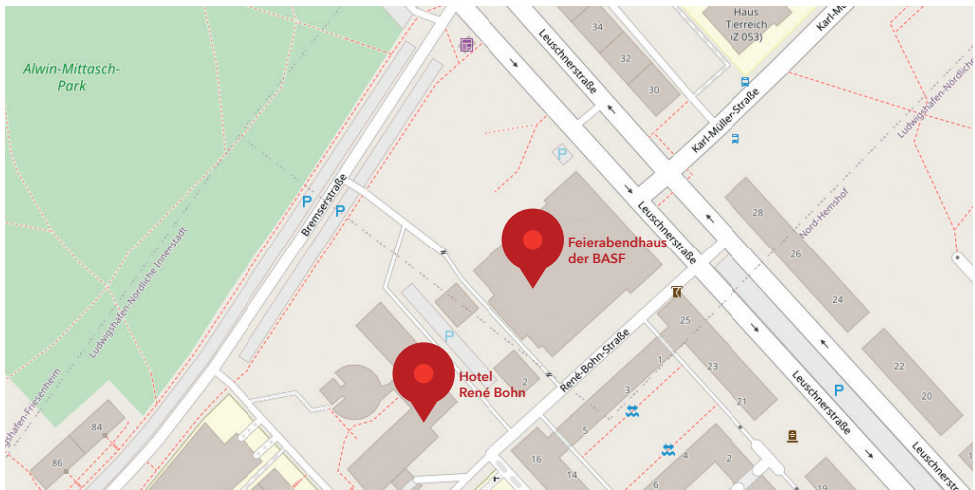 Alwin-Mittasch-
Park
Haus
Tierreich
(Z 053)
Karl-Müller-
Leuschnerstraße
34
32
30
Karl-Müller-Straße
Ludwigshafen-Nördliche
Nord-Hemshof
Bremserstraße
P
P
P
Leuschnerstraße
28
26
24
22
20
Feierabendhaus
der BASF
Ludwigshafen-Nördliche Innenstadt
P
25
23
21
René-Bohn-Straße
Hotel
René Bohn
2
1
3
5
P
Leuschnerstraße
Leuschnerstr
84
86
16
14
6
4
2
19